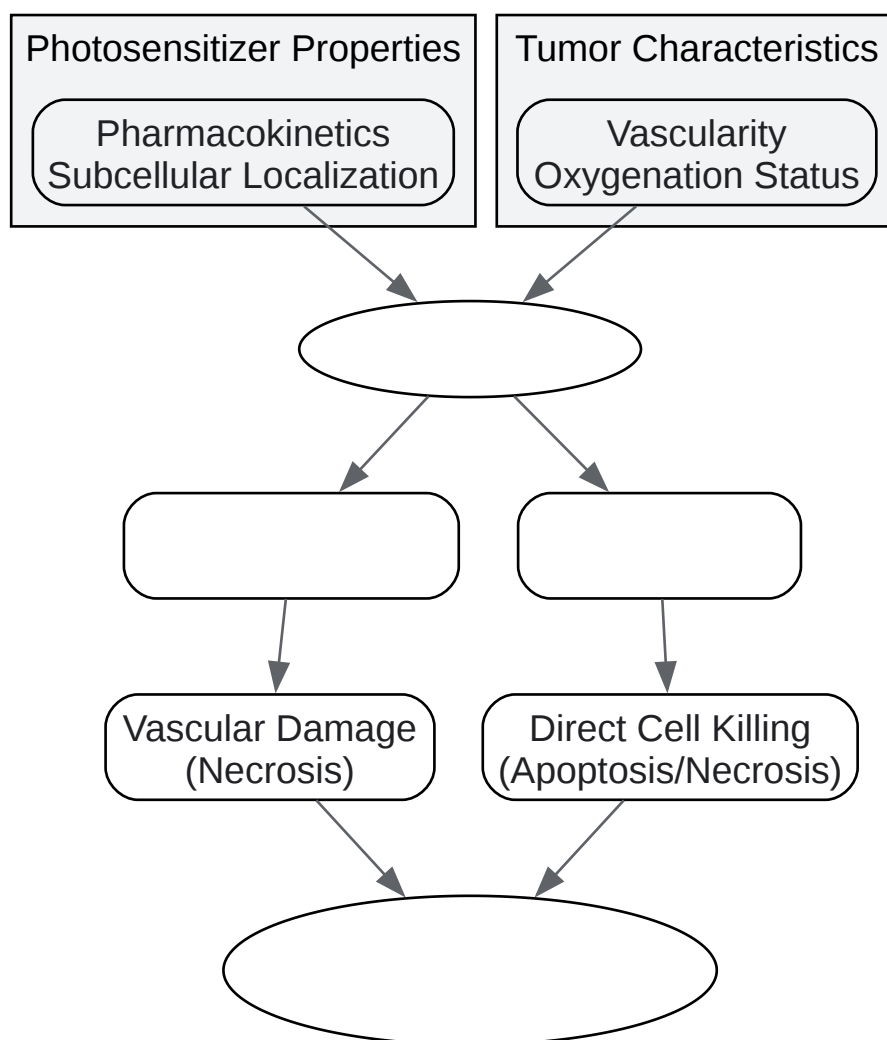 Photosensitizer Properties
Tumor Characteristics
Pharmacokinetics
Subcellular Localization
Vascularity
Oxygenation Status
Vascular Damage
(Necrosis)
Direct Cell Killing
(Apoptosis/Necrosis)